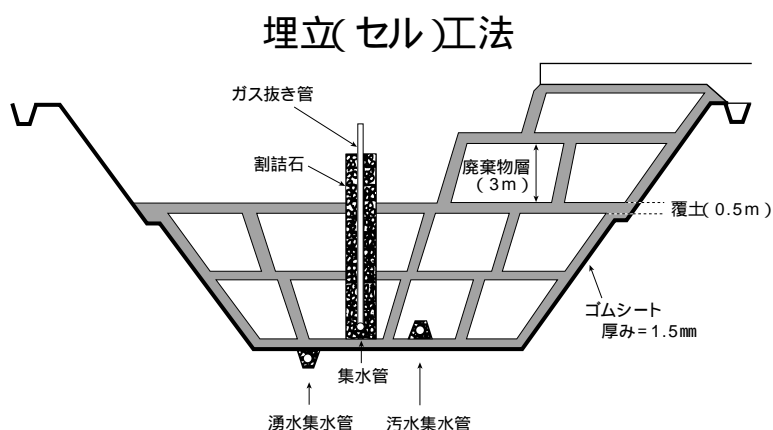 埋立(セル)工法
ガス抜き管
割詰石
廃棄物層
(3m)
覆土(0.5m)
ゴムシート
厚み=1.5㎜
集水管
湧水集水管
汚水集水管